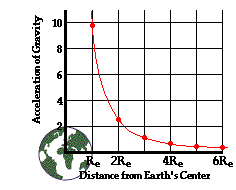 Acceleration of Gravity
10
8
6
4
2
Re 2Re 4Re 6Re
Distance from Earth's Center